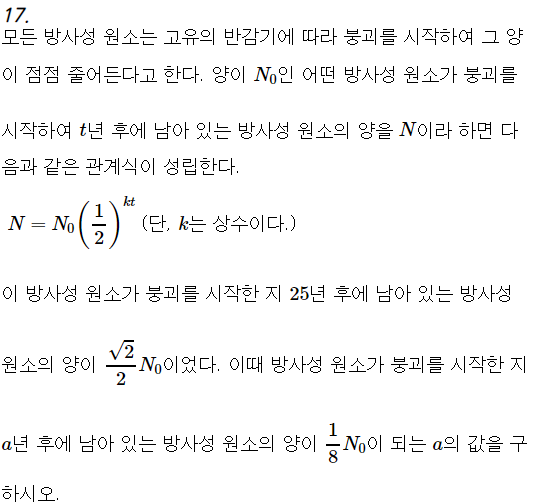 17.
모든 방사성 원소는 고유의 반감기에 따라 붕괴를 시작하여 그 양
이 점점 줄어든다고 한다. 양이 $N_0$인 어떤 방사성 원소가 붕괴를
시작하여 $t$년 후에 남아 있는 방사성 원소의 양을 $N$이라 하면 다
음과 같은 관계식이 성립한다.
$N = N_0 \left( \frac{1}{2} \right)^{kt}$ (단, $k$는 상수이다.)
이 방사성 원소가 붕괴를 시작한 지 25년 후에 남아 있는 방사성
원소의 양이 $\frac{\sqrt{2}}{2} N_0$이었다. 이때 방사성 원소가 붕괴를 시작한 지
$a$년 후에 남아 있는 방사성 원소의 양이 $\frac{1}{8} N_0$이 되는 $a$의 값을 구
하시오.